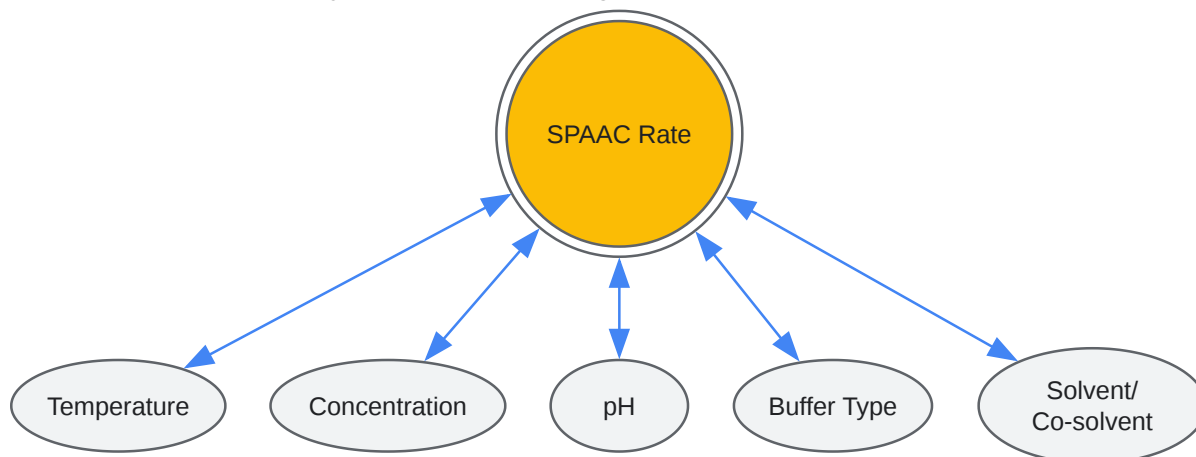 SPAAC Rate
Temperature
Concentration
pH
Buffer Type
Solvent/
Co-solvent